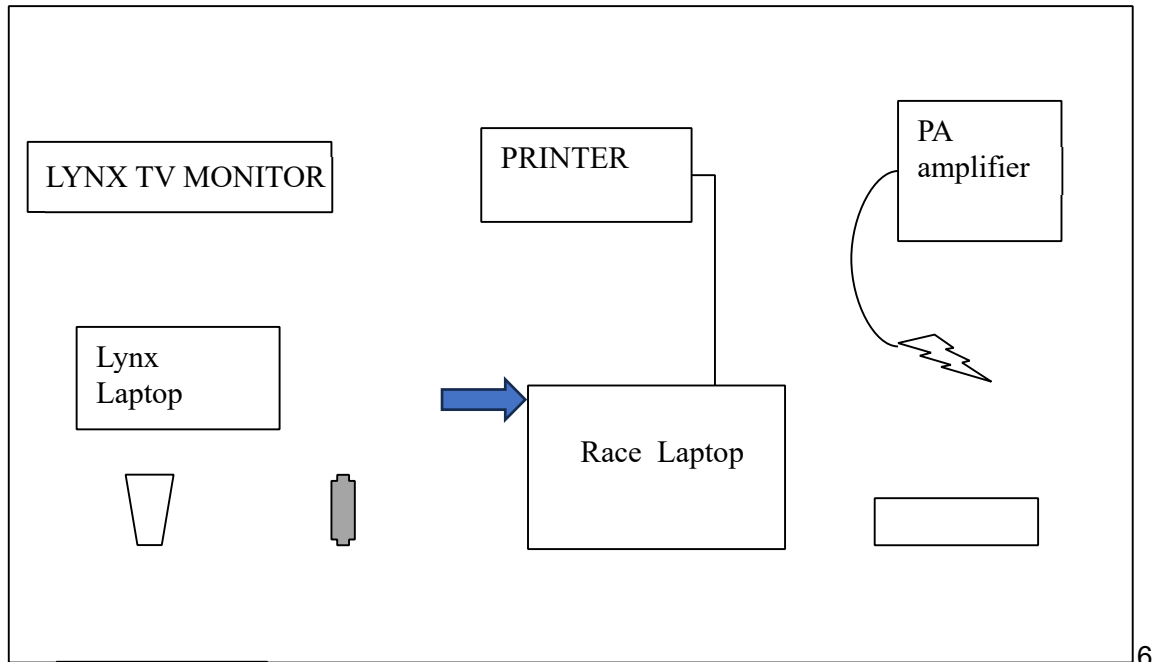 LYNX TV MONITOR
PRINTER
PA
amplifier
Lynx
Laptop
Race Laptop
6